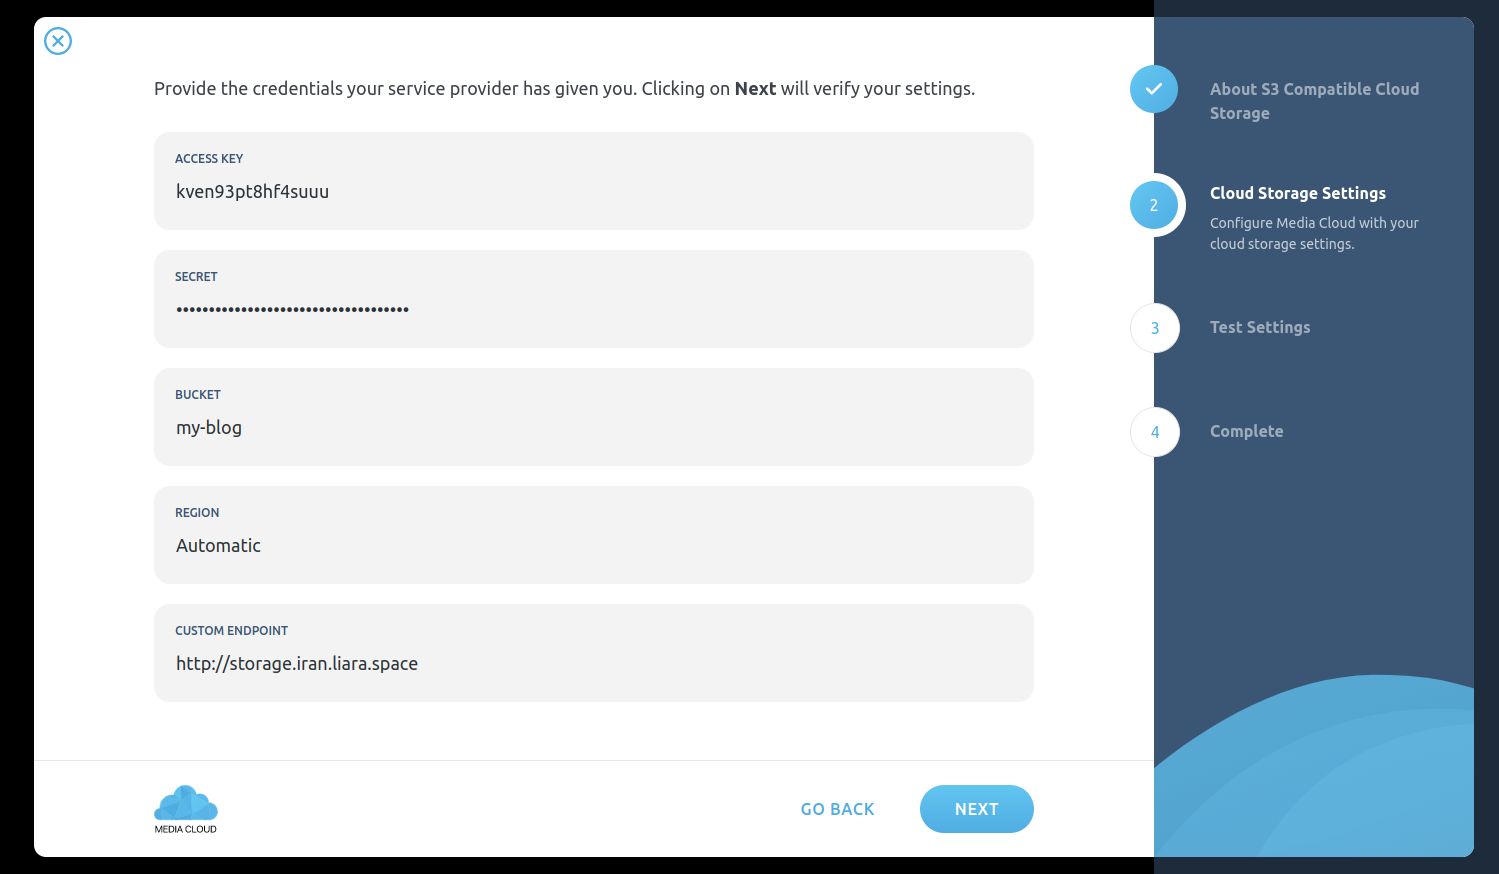 Provide the credentials your service provider has given you. Clicking on Next will verify your settings.
ACCESS KEY
kven93pt8hf4suuu
SECRET
••••••••••••••••••••••••••••••••••••
BUCKET
my-blog
REGION
Automatic
CUSTOM ENDPOINT
http://storage.iran.liara.space
MEDIA CLOUD
GO BACK
NEXT
About S3 Compatible Cloud
Storage
2
Cloud Storage Settings
Configure Media Cloud with your
cloud storage settings.
3
Test Settings
4
Complete